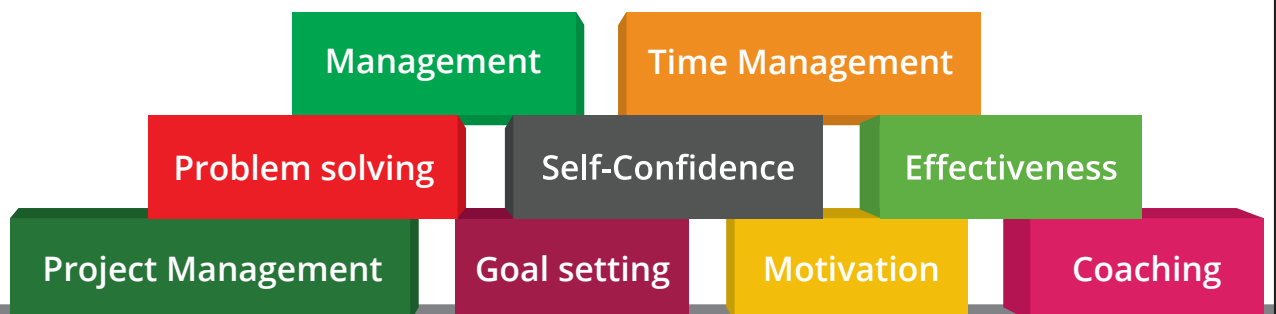 Management
Time Management
Problem solving
Self-Confidence
Effectiveness
Project Management
Goal setting
Motivation
Coaching